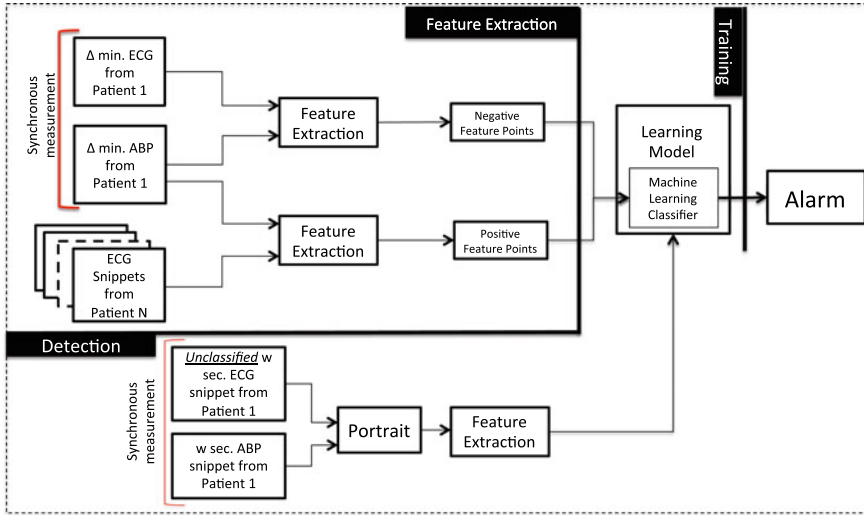 Feature Extraction
Training
Synchronous
measurement
Δ min. ECG
from
Patient 1
Δ min. ABP
from
Patient 1
ECG
Snippets
from
Patient N
Feature
Extraction
Feature
Extraction
Negative
Feature Points
Positive
Feature Points
Learning
Model
Machine
Learning
Classifier
Alarm
Detection
Synchronous
measurement
Unclassified w
sec. ECG
snippet from
Patient 1
w sec. ABP
snippet from
Patient 1
Portrait
Feature
Extraction